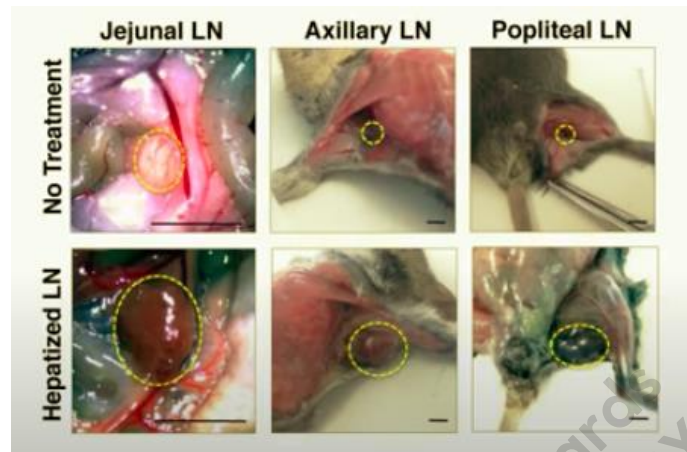 Jejunal LN
Axillary LN
Popliteal LN
No Treatment
Hepatized LN